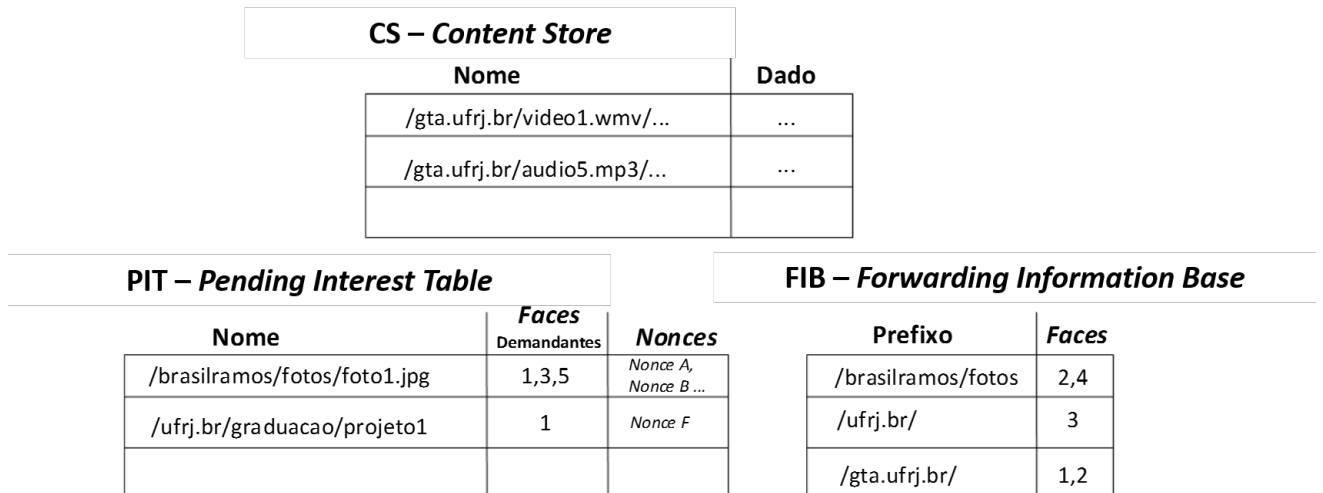 CS – Content Store
Nome Dado
/gta.ufrj.br/video1.wmv/... ...
/gta.ufrj.br/audio5.mp3/... ...
PIT – Pending Interest Table
Nome Faces Demandantes Nonces
/brasilramos/fotos/foto1.jpg 1,3,5 Nonce A,
Nonce B ...
/ufrj.br/graduacao/projeto1 1 Nonce F
FIB – Forwarding Information Base
Prefixo Faces
/brasilramos/fotos 2,4
/ufrj.br/ 3
/gta.ufrj.br/ 1,2